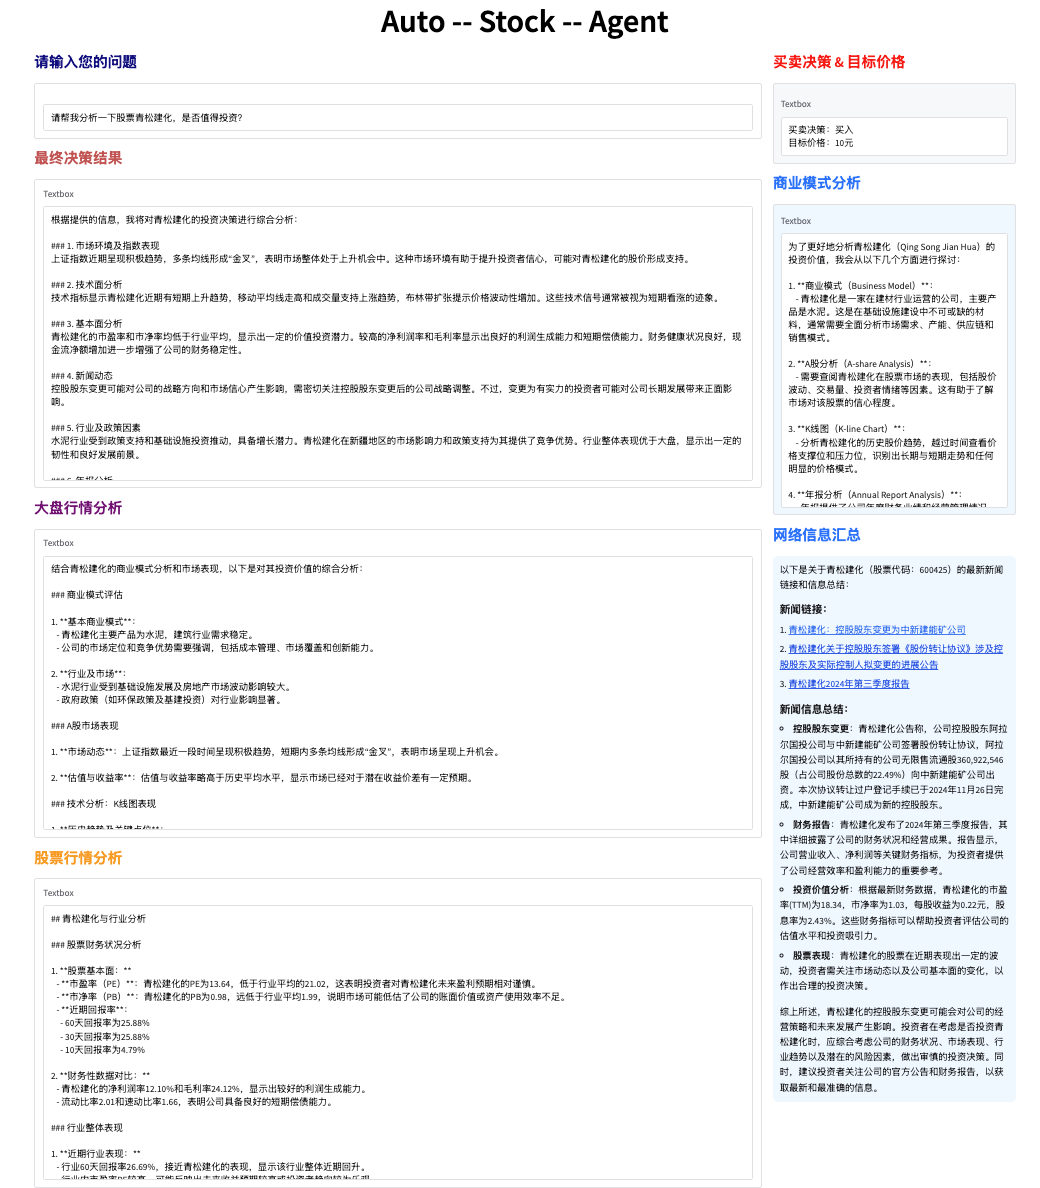 Auto -- Stock -- Agent
请输入您的问题
请帮我分析一下股票青松建化，是否值得投资?
最终决策结果
Textbox
根据提供的信息，我将对青松建化的投资决策进行综合分析：
### 1. 市场环境及指数表现
上证指数近期呈现积极趋势，多条均线形成“金叉”，表明市场整体处于上升机会中。这种市场环境有助于提升投资者信心，可能对青松建化的股价形成支持。
### 2. 技术面分析
技术指标显示青松建化近期有短期上升趋势，移动平均线走高和成交量支持上涨趋势，布林带扩张提示价格波动性增加。这些技术信号通常被视为短期看涨的迹象。
### 3. 基本面分析
青松建化的市盈率和市净率均低于行业平均，显示出一定的价值投资潜力。较高的净利润率和毛利率显示出良好的利润生成能力和短期偿债能力。财务健康状况良好，现
金流净额增加进一步增强了公司的财务稳定性。
### 4. 新闻动态
控股股东变更可能对公司的战略方向和市场信心产生影响，需密切关注控股股东变更后的公司战略调整。不过，变更为有实力的投资者可能对公司长期发展带来正面影
响。
### 5. 行业及政策因素
水泥行业受到政策支持和基础设施投资推动，具备增长潜力。青松建化在新疆地区的市场影响力和政策支持为其提供了竞争优势。行业整体表现优于大盘，显示出一定的
韧性和良好发展前景。
### 6. 年报分析
大盘行情分析
Textbox
结合青松建化的商业模式分析和市场表现，以下是对其投资价值的综合分析：
### 商业模式评估
1. **基本商业模式**：
- 青松建化主要产品为水泥，建筑行业需求稳定。
- 公司的市场定位和竞争优势需要强调，包括成本管理、市场覆盖和创新能力。
2. **行业及市场**：
- 水泥行业受到基础设施发展及房地产市场波动影响较大。
- 政府政策（如环保政策及基建投资）对行业影响显著。
### A股市场表现
1. **市场动态**：上证指数最近一段时间呈现积极趋势，短期内多条均线形成“金叉”，表明市场呈现上升机会。
2. **估值与收益率**：估值与收益率略高于历史平均水平，显示市场已经对于潜在收益价差有一定预期。
### 技术分析：K线图表现
1. **历史趋势及关键点位**：
股票行情分析
Textbox
## 青松建化与行业分析
### 股票财务状况分析
1. **股票基本面：**
- **市盈率（PE）**：青松建化的PE为13.64，低于行业平均的21.02，这表明投资者对青松建化未来盈利预期相对谨慎。
- **市净率（PB）**：青松建化的PB为0.98，远低于行业平均1.99，说明市场可能低估了公司的账面价值或资产使用效率不足。
- **近期回报率**：
- 60天回报率为25.88%
- 30天回报率为25.88%
- 10天回报率为4.79%
2. **财务性数据对比：**
- 青松建化的净利润率12.10%和毛利率24.12%，显示出较好的利润生成能力。
- 流动比率2.01和速动比率1.66，表明公司具备良好的短期偿债能力。
### 行业整体表现
1. **近期行业表现：**
- 行业60天回报率26.69%，接近青松建化的表现，显示该行业整体近期回升。
买卖决策 & 目标价格
Textbox
买卖决策：买入
目标价格：10元
商业模式分析
Textbox
为了更好地分析青松建化（Qing Song Jian Hua）的
投资价值，我会从以下几个方面进行探讨：
1. **商业模式（Business Model）**：
- 青松建化是一家在建材行业运营的公司，主要产
品是水泥。这是在基础设施建设中不可或缺的材
料，通常需要全面分析市场需求、产能、供应链和
销售模式。
2. **A股分析（A-share Analysis）**：
- 需要查阅青松建化在股票市场的表现，包括股价
波动、交易量、投资者情绪等因素。这有助于了解
市场对该股票的信心程度。
3. **K线图（K-line Chart）**：
- 分析青松建化的历史股价趋势，越过时间查看价
格支撑位和压力位，识别出长期与短期走势和任何
明显的价格模式。
4. **年报分析（Annual Report Analysis）**：
- 年报提供了公司年度财务业绩和经营管理情况
网络信息汇总
以下是关于青松建化（股票代码：600425）的最新新闻
链接和信息总结：
新闻链接：
1. 青松建化：控股股东变更为中新建能矿公司
2. 青松建化关于控股股东签署《股份转让协议》涉及控
股股东及实际控制人拟变更的进展公告
3. 青松建化2024年第三季度报告
新闻信息总结：
控股股东变更：青松建化公告称，公司控股股东阿拉
尔国投公司与中新建能矿公司签署股份转让协议，阿拉
尔国投公司以其所持有的公司无限售流通股360,922,546
股（占公司股份总数的22.49%）向中新建能矿公司出
资。本次协议转让过户登记手续已于2024年11月26日完
成，中新建能矿公司成为新的控股股东。
财务报告：青松建化发布了2024年第三季度报告，其
中详细披露了公司的财务状况和经营成果。报告显示，
公司营业收入、净利润等关键财务指标，为投资者提供
了公司经营效率和盈利能力的重要参考。
投资价值分析：根据最新财务数据，青松建化的市盈
率(TTM)为18.34，市净率为1.03，每股收益为0.22元，股
息率为2.43%。这些财务指标可以帮助投资者评估公司的
估值水平和投资吸引力。
股票表现：青松建化的股票在近期表现出一定的波
动，投资者需关注市场动态以及公司基本面的变化，以
作出合理的投资决策。
综上所述，青松建化的控股股东变更可能会对公司的经
营策略和未来发展产生影响。投资者在考虑是否投资青
松建化时，应综合考虑公司的财务状况、市场表现、行
业趋势以及潜在的风险因素，做出审慎的投资决策。同
时，建议投资者关注公司的官方公告和财务报告，以获
取最新和最准确的信息。